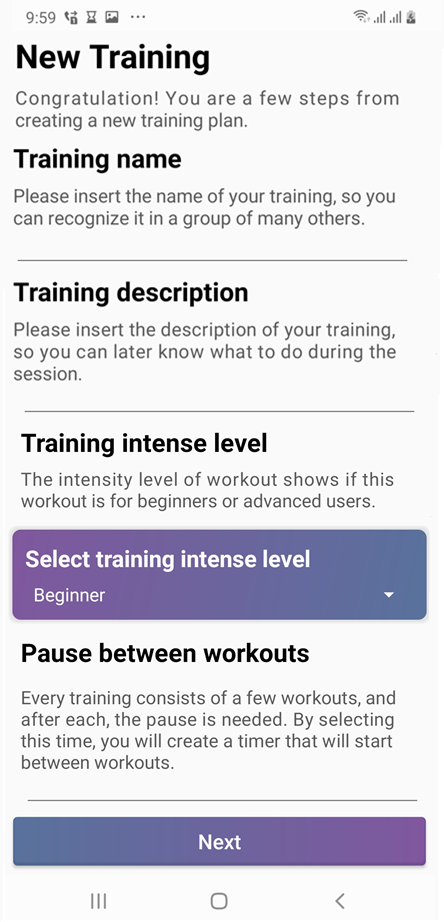 9:59
New Training
Congratulation! You are a few steps from
creating a new training plan.
Training name
Please insert the name of your training, so you
can recognize it in a group of many others.
Training description
Please insert the description of your training,
so you can later know what to do during the
session.
Training intense level
The intensity level of workout shows if this
workout is for beginners or advanced users.
Select training intense level
Beginner
Pause between workouts
Every training consists of a few workouts, and
after each, the pause is needed. By selecting
this time, you will create a timer that will start
between workouts.
Next